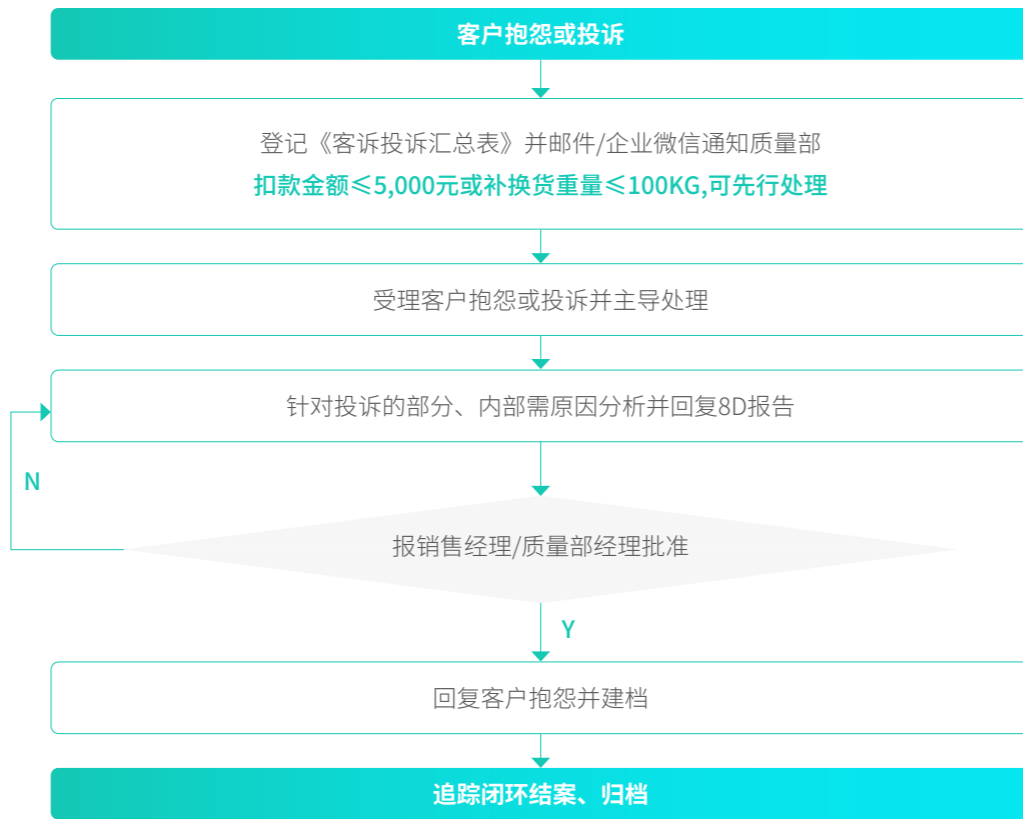 客户抱怨或投诉
登记《客诉投诉汇总表》并邮件/企业微信通知质量部
扣款金额≤5,000元或补换货重量≤100KG,可先行处理
受理客户抱怨或投诉并主导处理
针对投诉的部分、内部需原因分析并回复8D报告
N
报销售经理/质量部经理批准
Y
回复客户抱怨并建档
追踪闭环结案、归档